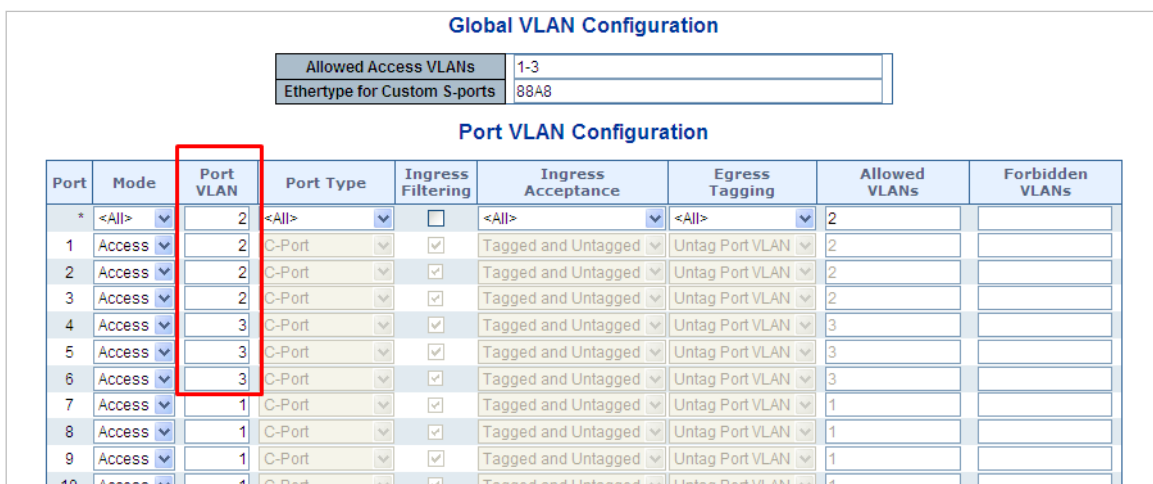 Global VLAN Configuration
Allowed Access VLANs 1-3
Ethertype for Custom S-ports 88A8
Port VLAN Configuration
Port Mode Port VLAN Port Type Ingress Filtering Ingress Acceptance Egress Tagging Allowed VLANs Forbidden VLANs
* <All> 2 <All> <All> <All> 2
1 Access 2 C-Port Tagged and Untagged Untag Port VLAN 2
2 Access 2 C-Port Tagged and Untagged Untag Port VLAN 2
3 Access 2 C-Port Tagged and Untagged Untag Port VLAN 2
4 Access 3 C-Port Tagged and Untagged Untag Port VLAN 3
5 Access 3 C-Port Tagged and Untagged Untag Port VLAN 3
6 Access 3 C-Port Tagged and Untagged Untag Port VLAN 3
7 Access 1 C-Port Tagged and Untagged Untag Port VLAN 1
8 Access 1 C-Port Tagged and Untagged Untag Port VLAN 1
9 Access 1 C-Port Tagged and Untagged Untag Port VLAN 1